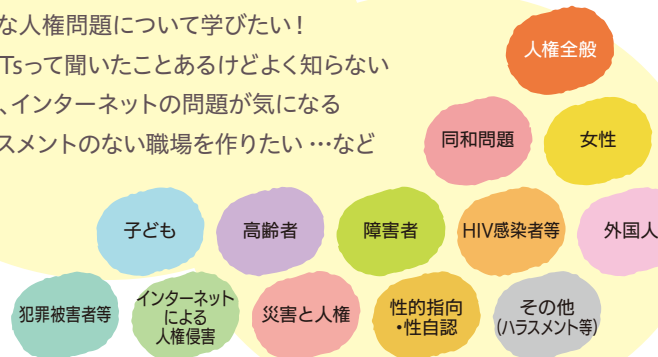 な人権問題について学びたい！
Tsって聞いたことあるけどよく知らない
、インターネットの問題が気になる
スメントのない職場を作りたい…など
人権全般
同和問題
女性
子ども
高齢者
障害者
HIV感染者等
外国人
犯罪被害者等
インターネット
による
人権侵害
災害と人権
性的指向
・性自認
その他
(ハラスメント等)